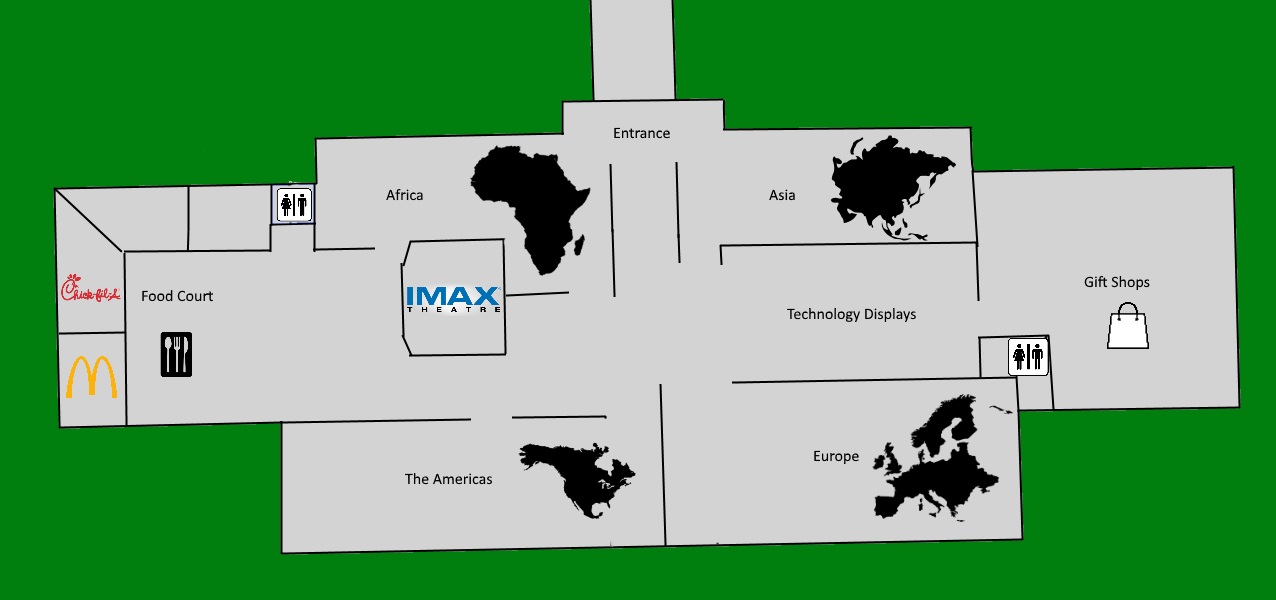 Entrance
Africa
Asia
Chick-fil-A
Food Court
IMAX
THEATRE
Gift Shops
Technology Displays
The Americas
Europe